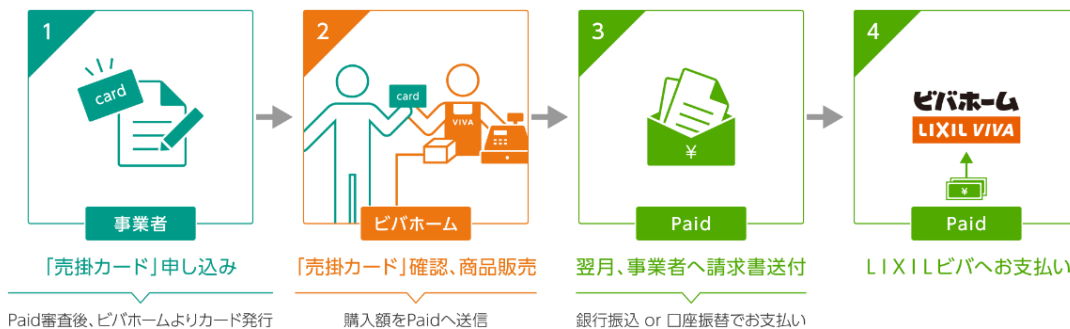 1
card
事業者
「売掛カード」申し込み
Paid審査後、ビバホームよりカード発行
2
card
VIVA
ビバホーム
「売掛カード」確認、商品販売
購入額をPaidへ送信
3
¥
Paid
翌月、事業者へ請求書送付
銀行振込 or 口座振替でお支払い
4
ビバホーム
LIXIL VIVA
¥
Paid
LIXILビバへお支払い